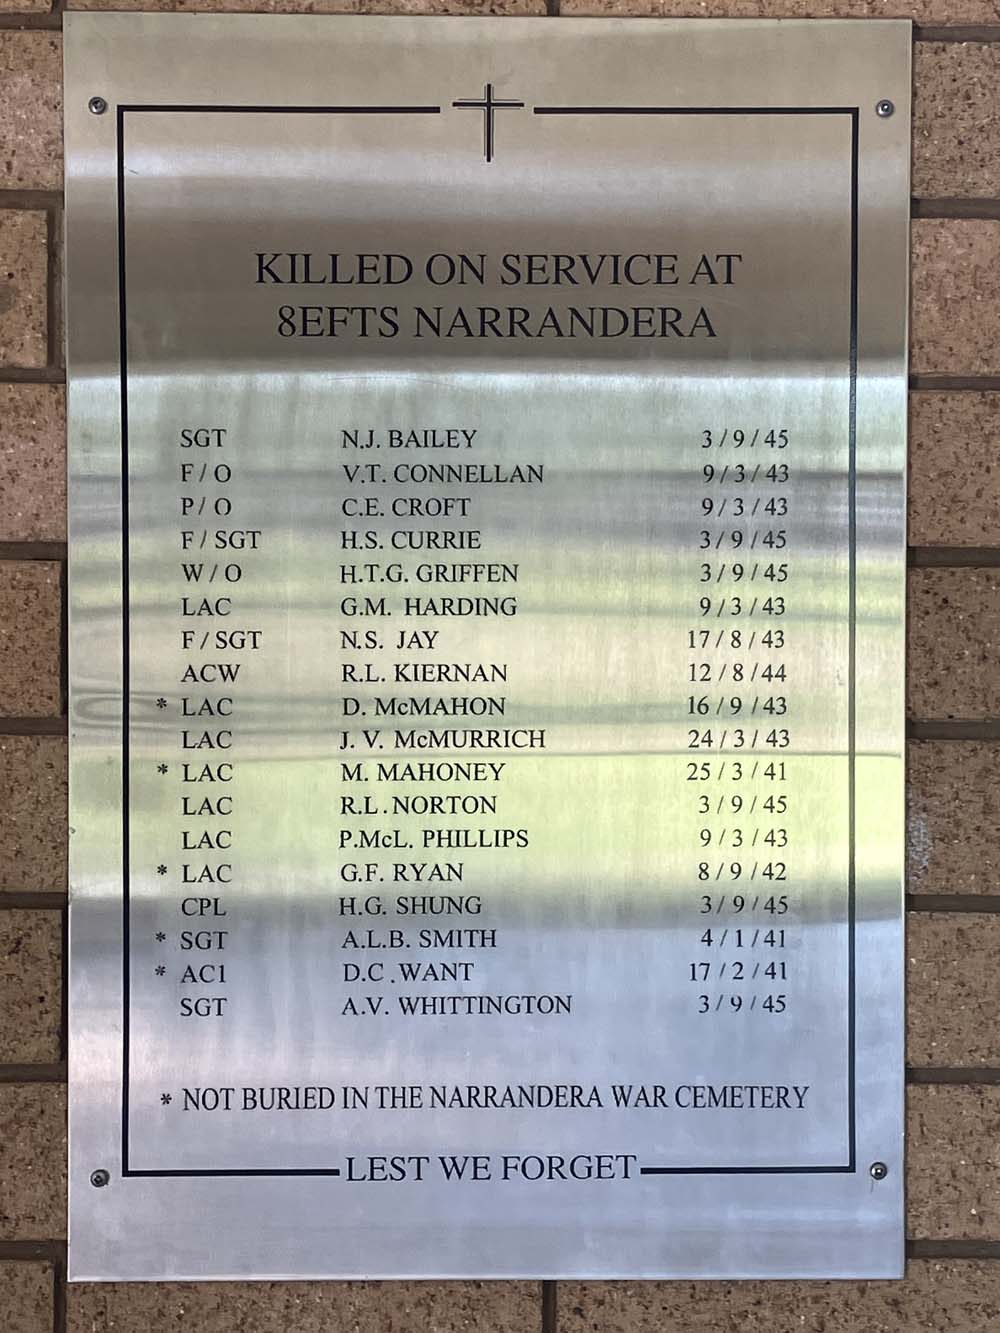 KILLED ON SERVICE AT
8EFTS NARRANDERA
SGT N.J. BAILEY 3 / 9 / 45
F / O V.T. CONNELLAN 9 / 3 / 43
P / O C.E. CROFT 9 / 3 / 43
F / SGT H.S. CURRIE 3 / 9 / 45
W / O H.T.G. GRIFFEN 3 / 9 / 45
LAC G.M. HARDING 9 / 3 / 43
F / SGT N.S. JAY 17 / 8 / 43
ACW R.L. KIERNAN 12 / 8 / 44
* LAC D. McMAHON 16 / 9 / 43
LAC J. V. McMURRICH 24 / 3 / 43
* LAC M. MAHONEY 25 / 3 / 41
LAC R.L. NORTON 3 / 9 / 45
LAC P.McL. PHILLIPS 9 / 3 / 43
* LAC G.F. RYAN 8 / 9 / 42
CPL H.G. SHUNG 3 / 9 / 45
* SGT A.L.B. SMITH 4 / 1 / 41
* AC1 D.C . WANT 17 / 2 / 41
SGT A.V. WHITTINGTON 3 / 9 / 45
* NOT BURIED IN THE NARRANDERA WAR CEMETERY
LEST WE FORGET